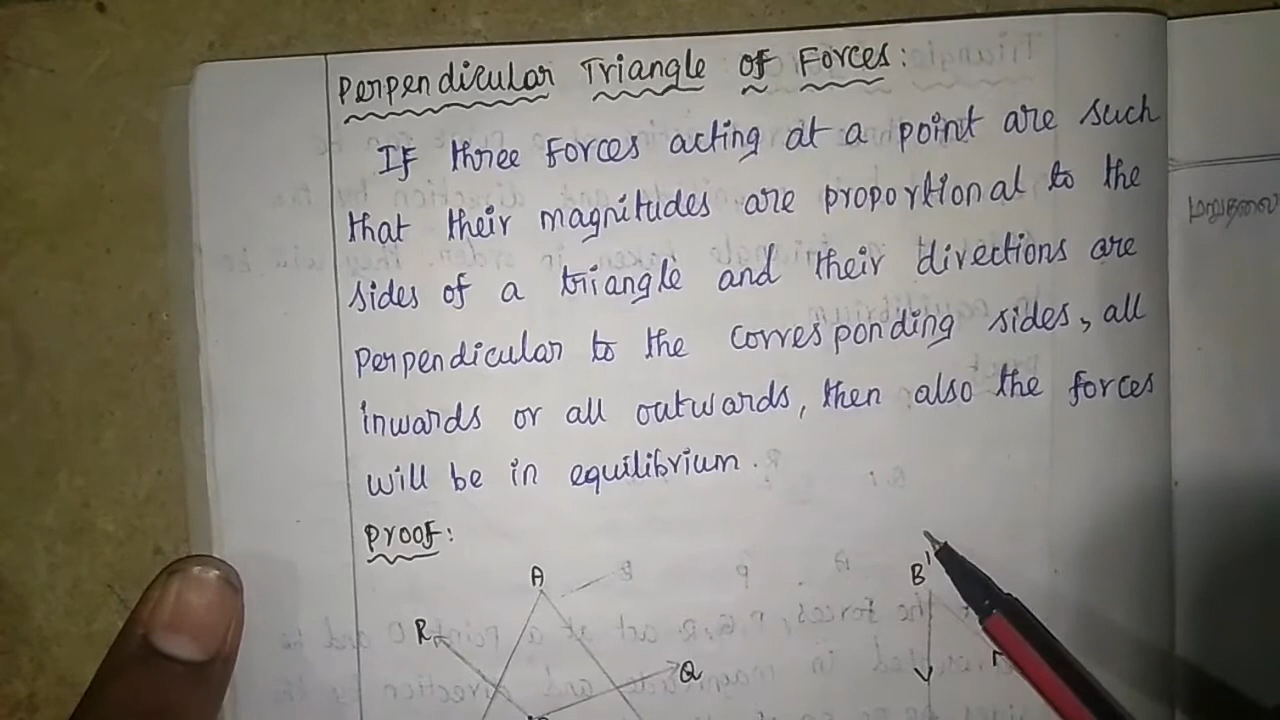 Perpendicular Triangle of Forces:
If three forces acting at a point are such
that their magnitudes are proportional to the
sides of a triangle and their directions are
perpendicular to the corresponding sides, all
inwards or all outwards, then also the forces
will be in equilibrium.
Proof:
A
B'
R
Q
மறுதலை